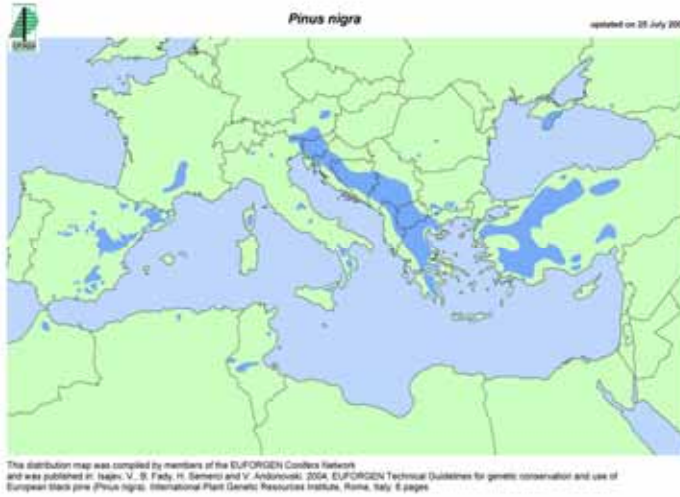 Pinus nigra
updated on 25 July
This distribution map was compiled by members of the EUFORGEN Conifers Network
and was published in: Isajev, V., B. Fady, H. Semerci and V. Andonovski. 2004. EUFORGEN Technical Guidelines for genetic conservation and use of
European black pine (Pinus nigra). International Plant Genetic Resources Institute, Rome, Italy. 6 pages